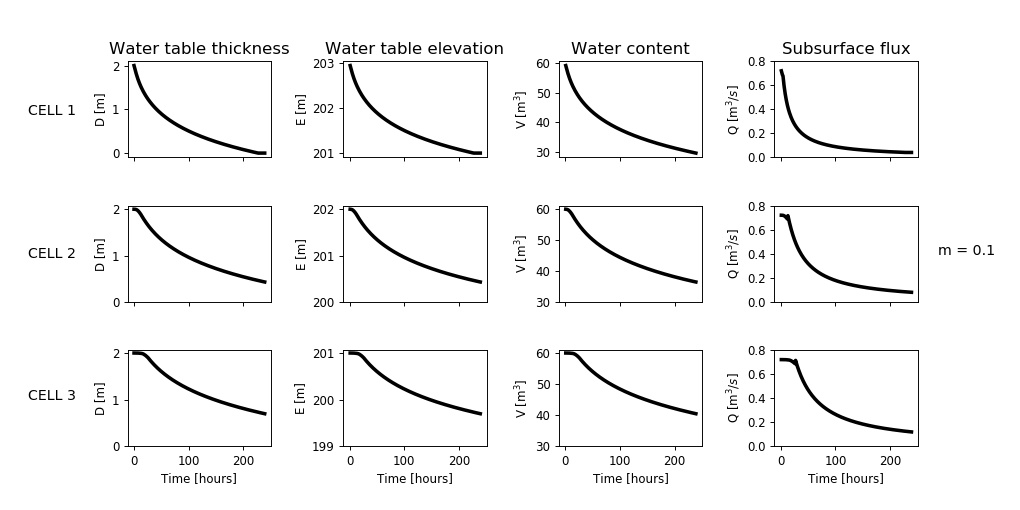 Water table thickness Water table elevation Water content Subsurface flux
CELL 1
D [m]
2
1
0
E [m]
203
202
201
V [m³]
60
50
40
30
Q [m³/s]
0.8
0.6
0.4
0.2
0.0
CELL 2
D [m]
2
1
0
E [m]
202
201
200
V [m³]
60
50
40
30
Q [m³/s]
0.8
0.6
0.4
0.2
0.0
m = 0.1
CELL 3
D [m]
2
1
0
E [m]
201
200
199
V [m³]
60
50
40
30
Q [m³/s]
0.8
0.6
0.4
0.2
0.0
0 100 200 0 100 200 0 100 200 0 100 200
Time [hours] Time [hours] Time [hours] Time [hours]